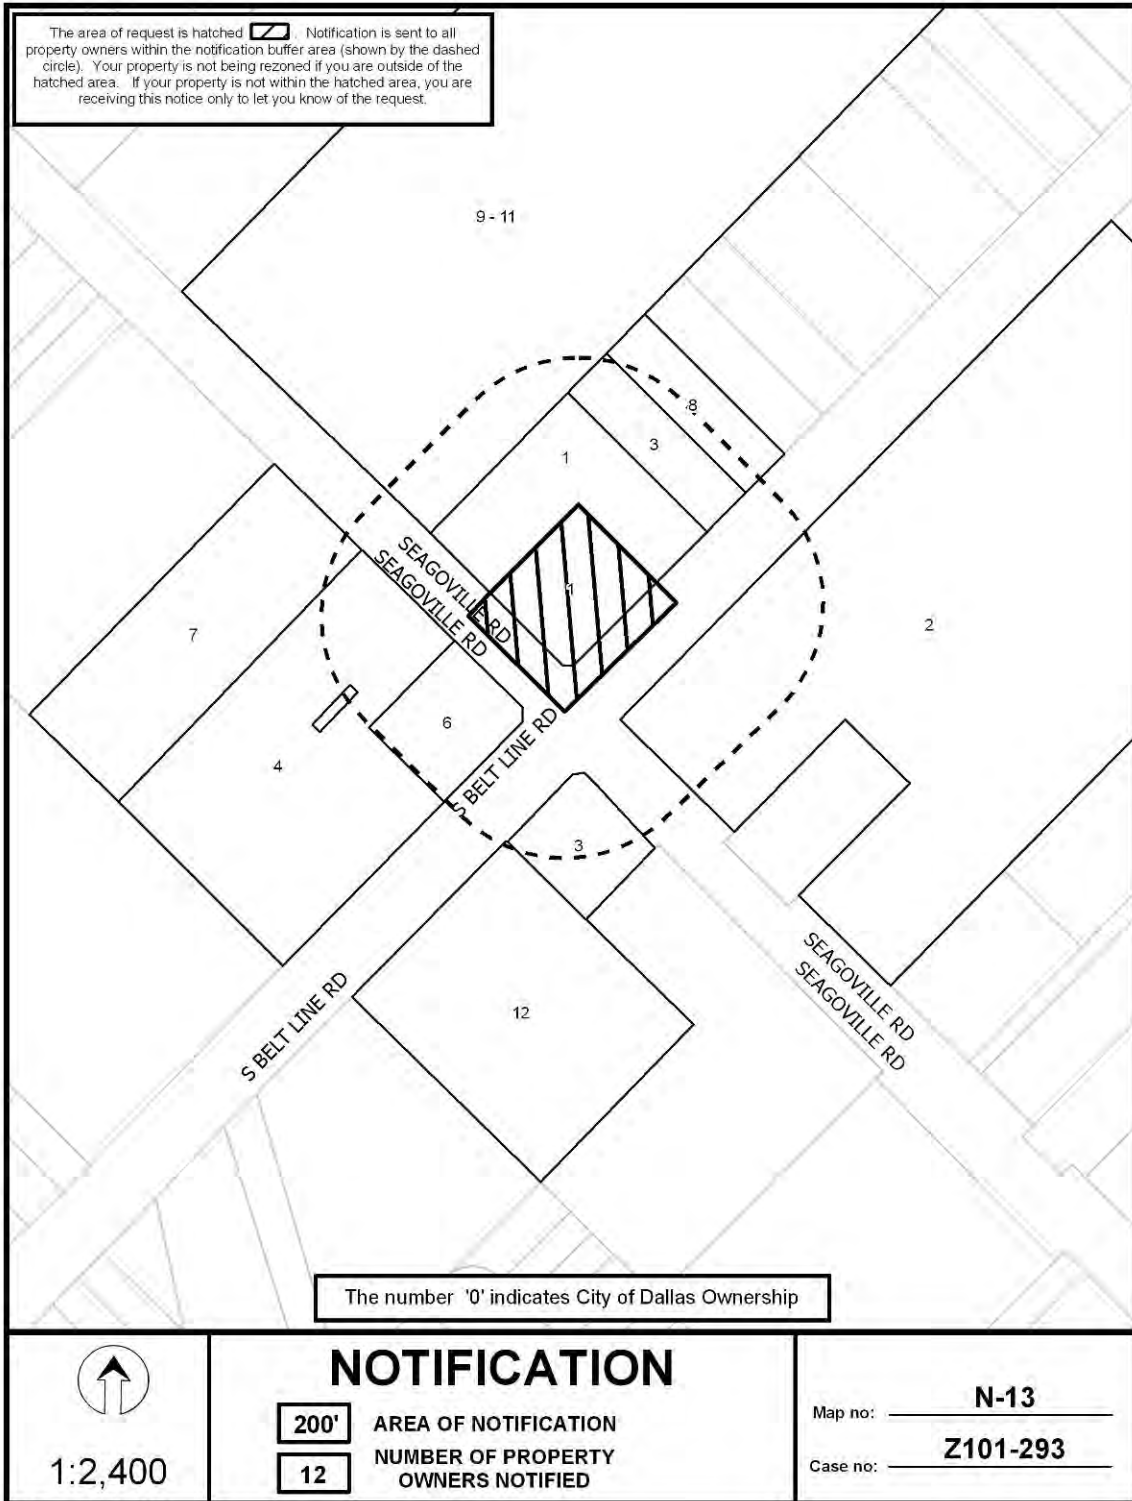 The area of request is hatched . Notification is sent to all
property owners within the notification buffer area (shown by the dashed
circle). Your property is not being rezoned if you are outside of the
hatched area. If your property is not within the hatched area, you are
receiving this notice only to let you know of the request.
9 - 11
8
3
1
SEAGOVILLE RD
SEAGOVILLE RD
1
2
7
6
4
S BELT LINE RD
3
SEAGOVILLE RD
SEAGOVILLE RD
S BELT LINE RD
12
The number '0' indicates City of Dallas Ownership
1:2,400
NOTIFICATION
200' AREA OF NOTIFICATION
12 NUMBER OF PROPERTY
OWNERS NOTIFIED
Map no: N-13
Case no: Z101-293